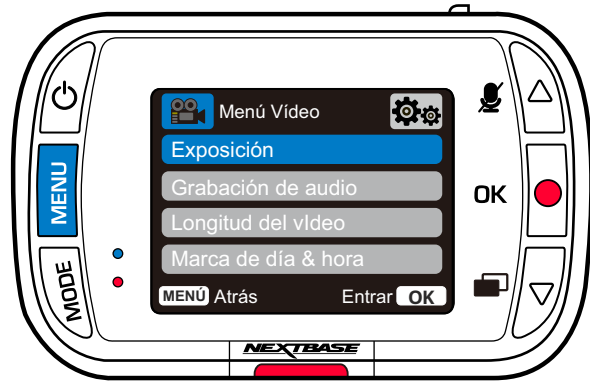 Menú Vídeo
Exposición
Grabación de audio
Longitud del vIdeo
Marca de día & hora
MENÚ Atrás Entrar OK
MENU
MODE
OK
NEXTBASE